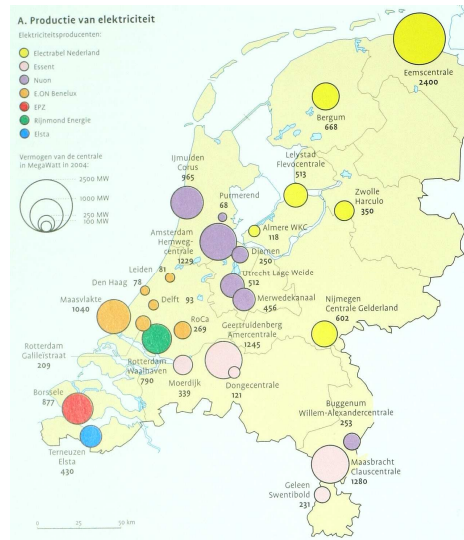 A. Productie van elektriciteit
Elektriciteitsproducenten:
Electrabel Nederland
Essent
Nuon
E.ON Benelux
EPZ
Rijnmond Energie
Elsta
Vermogen van de centrale
in MegaWatt in 2004:
2500 MW
1000 MW
250 MW
100 MW
Eemscentrale
2400
Bergum
668
IJmuiden
Corus
965
Lelystad
Flevocentrale
513
Purmerend
68
Zwolle
Harculo
350
Almere WKC
118
Amsterdam
Hemweg-
centrale
1229
Diemen
250
Leiden 81
Utrecht Lage Weide
512
Den Haag 78
Delft 93
Merwedekanaal
456
Maasvlakte
1040
Nijmegen
Centrale Gelderland
602
RoCa
269
Geertruidenberg
Amercentrale
1245
Rotterdam
Galileïstraat
209
Rotterdam
Waalhaven
790
Moerdijk
339
Dongecentrale
121
Borssele
877
Buggenum
Willem-Alexandercentrale
253
Terneuzen
Elsta
430
Maasbracht
Clauscentrale
1280
Geleen
Swentibold
231
0 25 50 km